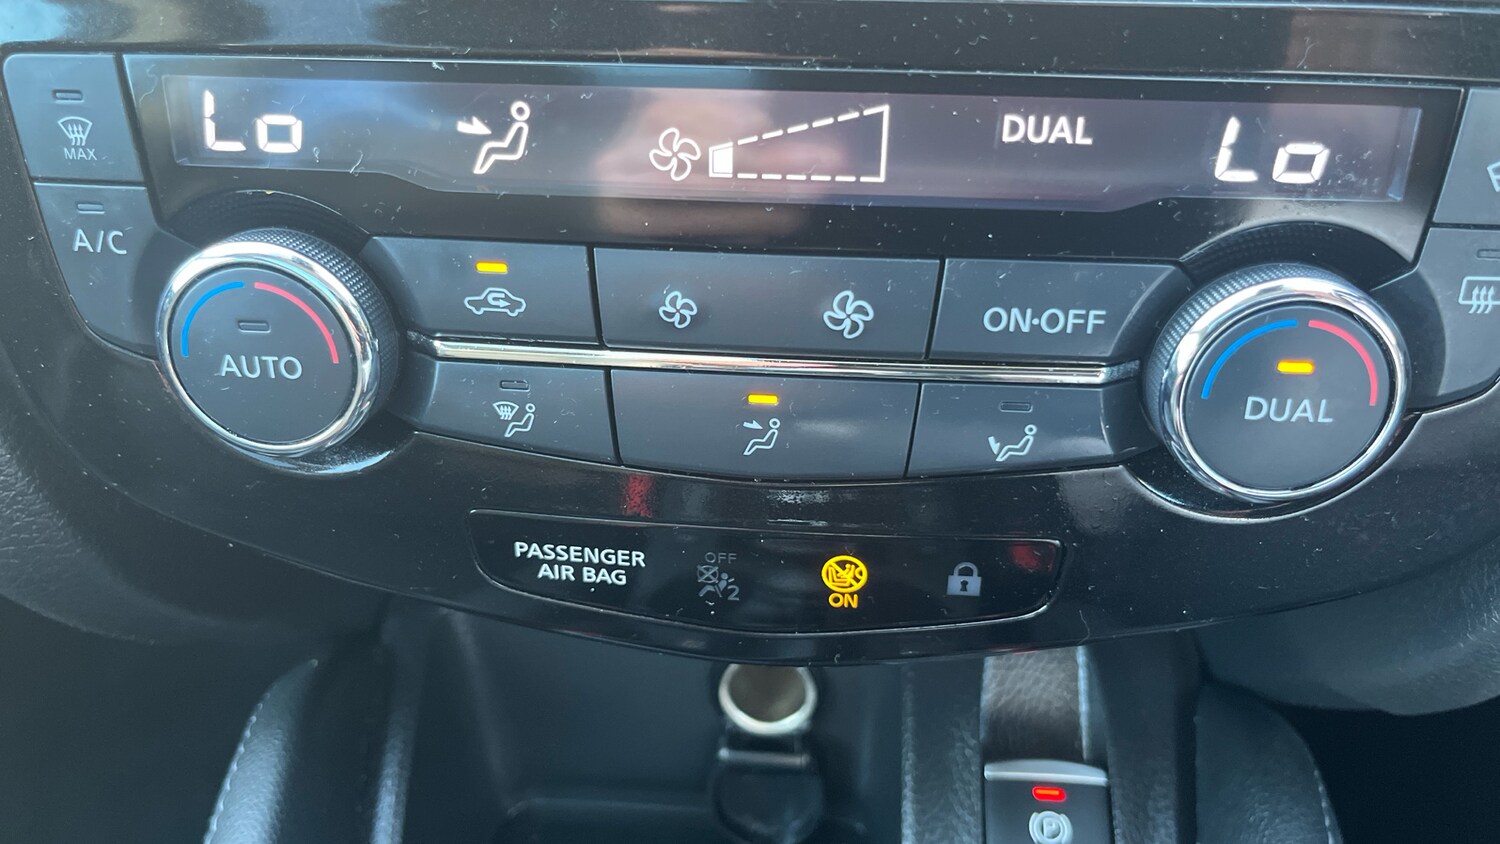 Lo
DUAL
Lo
MAX
A/C
AUTO
ON•OFF
DUAL
PASSENGER
AIR BAG
OFF
2
ON
P